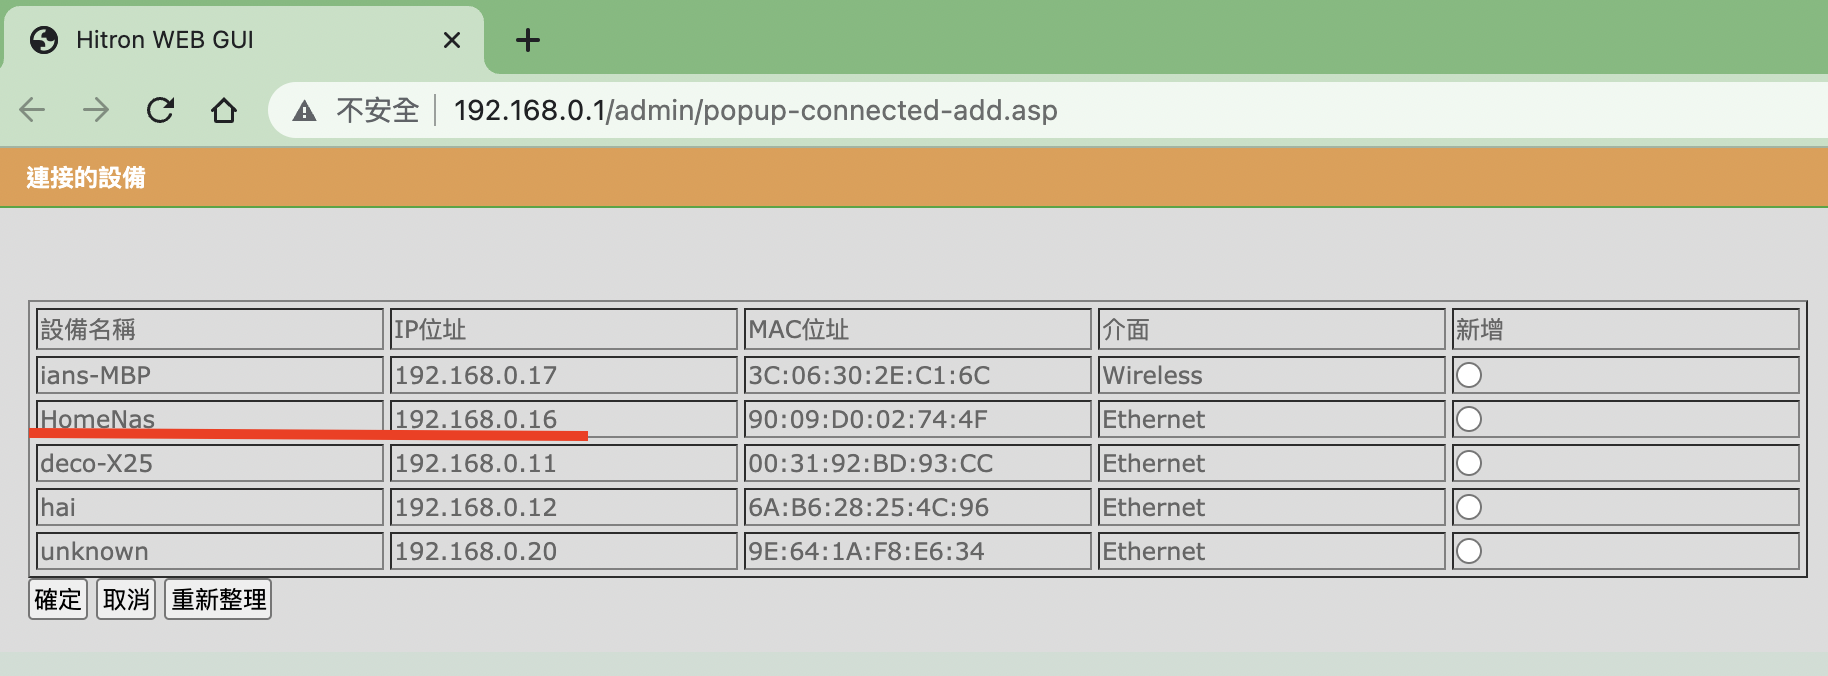 Hitron WEB GUI
不安全 192.168.0.1/admin/popup-connected-add.asp
連接的設備
設備名稱 IP位址 MAC位址 介面 新增
ians-MBP 192.168.0.17 3C:06:30:2E:C1:6C Wireless
HomeNas 192.168.0.16 90:09:D0:02:74:4F Ethernet
deco-X25 192.168.0.11 00:31:92:BD:93:CC Ethernet
hai 192.168.0.12 6A:B6:28:25:4C:96 Ethernet
unknown 192.168.0.20 9E:64:1A:F8:E6:34 Ethernet
確定 取消 重新整理